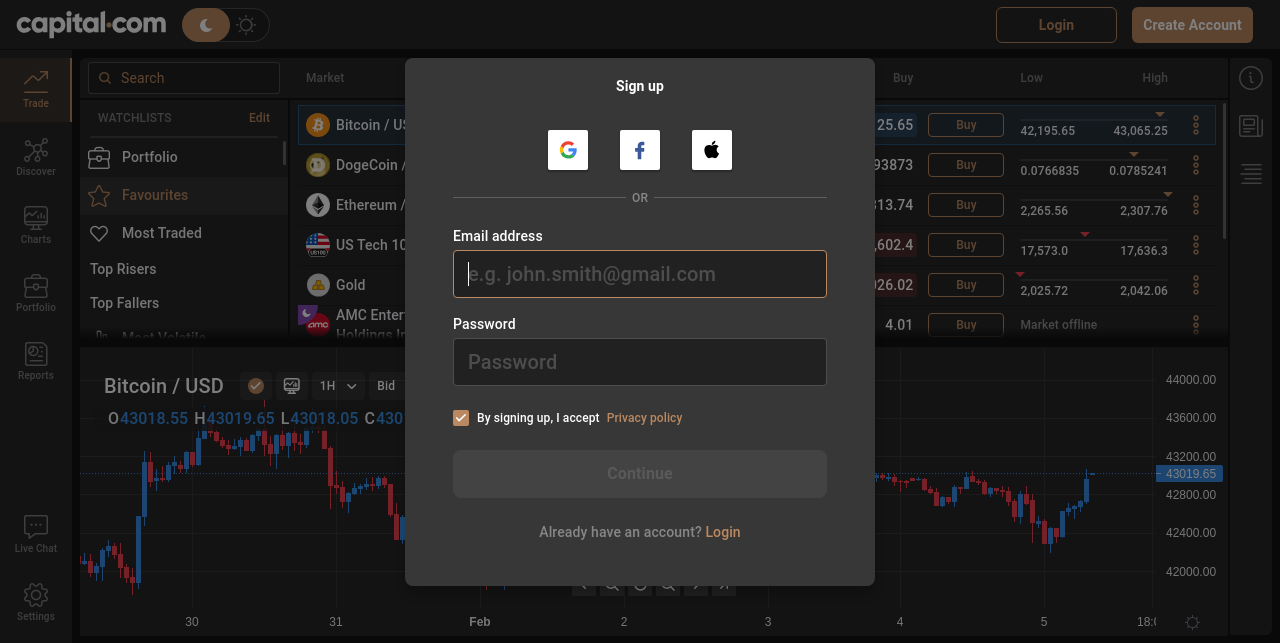 capital.com
Login
Create Account
Trade
Discover
Charts
Portfolio
Reports
Live Chat
Settings
Search
WATCHLISTS
Edit
Portfolio
Favourites
Most Traded
Top Risers
Top Fallers
Most Volatile
Market
Buy
Low
High
Bitcoin / US
25.65
Buy
42,195.65
43,065.25
DogeCoin /
93873
Buy
0.0766835
0.0785241
Ethereum /
313.74
Buy
2,265.56
2,307.76
US100
US Tech 10
,602.4
Buy
17,573.0
17,636.3
Gold
026.02
Buy
2,025.72
2,042.06
amc
AMC Enter
Holdings In
4.01
Buy
Market offline
Sign up
OR
Email address
e.g. john.smith@gmail.com
Password
Password
By signing up, I accept Privacy policy
Continue
Already have an account? Login
Bitcoin / USD
1H
Bid
O43018.55 H43019.65 L43018.05 C430
44000.00
43600.00
43200.00
43019.65
42800.00
42400.00
42000.00
30
31
Feb
2
3
4
5
18:0